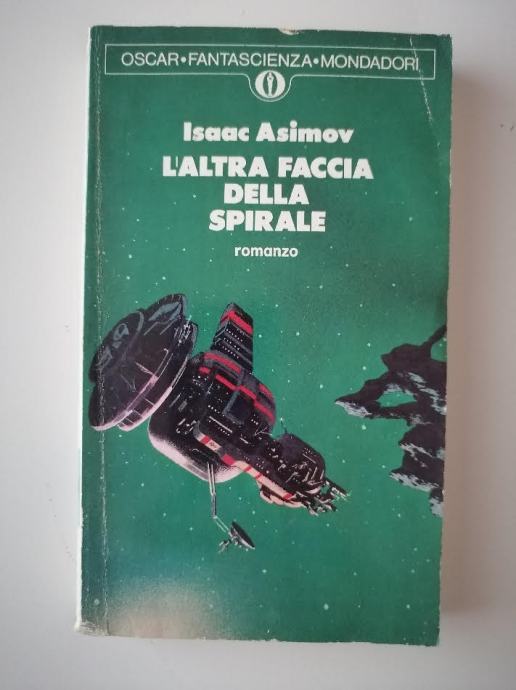 OSCAR•FANTASCIENZA•MONDADORI
Isaac Asimov
L'ALTRA FACCIA
DELLA
SPIRALE
romanzo